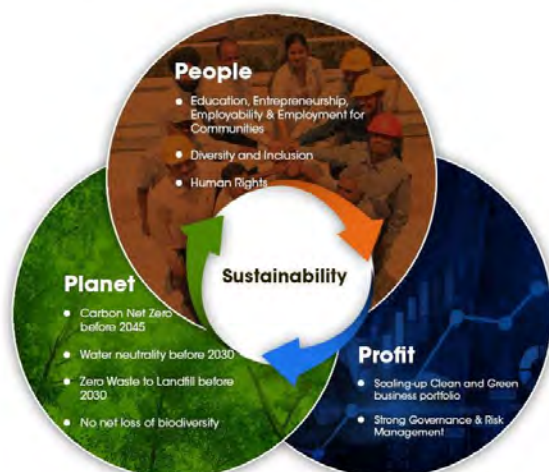 People
Education, Entrepreneurship,
Employability & Employment for
Communities
Diversity and Inclusion
Human Rights
Sustainability
Planet
Carbon Net Zero
before 2045
Water neutrality before 2030
Zero Waste to Landfill before
2030
No net loss of biodiversity
Profit
Scaling-up Clean and Green
business portfolio
Strong Governance & Risk
Management